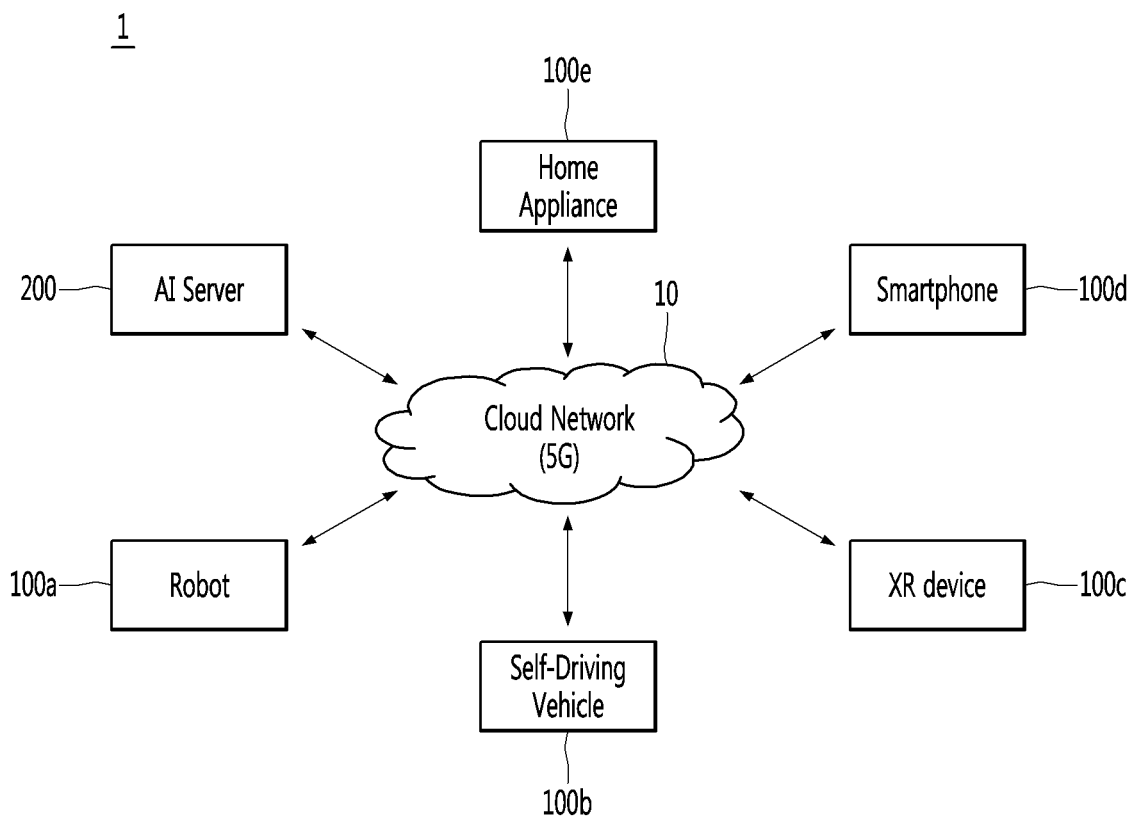 1
100e
Home
Appliance
200
AI Server
Smartphone
100d
10
Cloud Network
(5G)
100a
Robot
XR device
100c
Self-Driving
Vehicle
100b